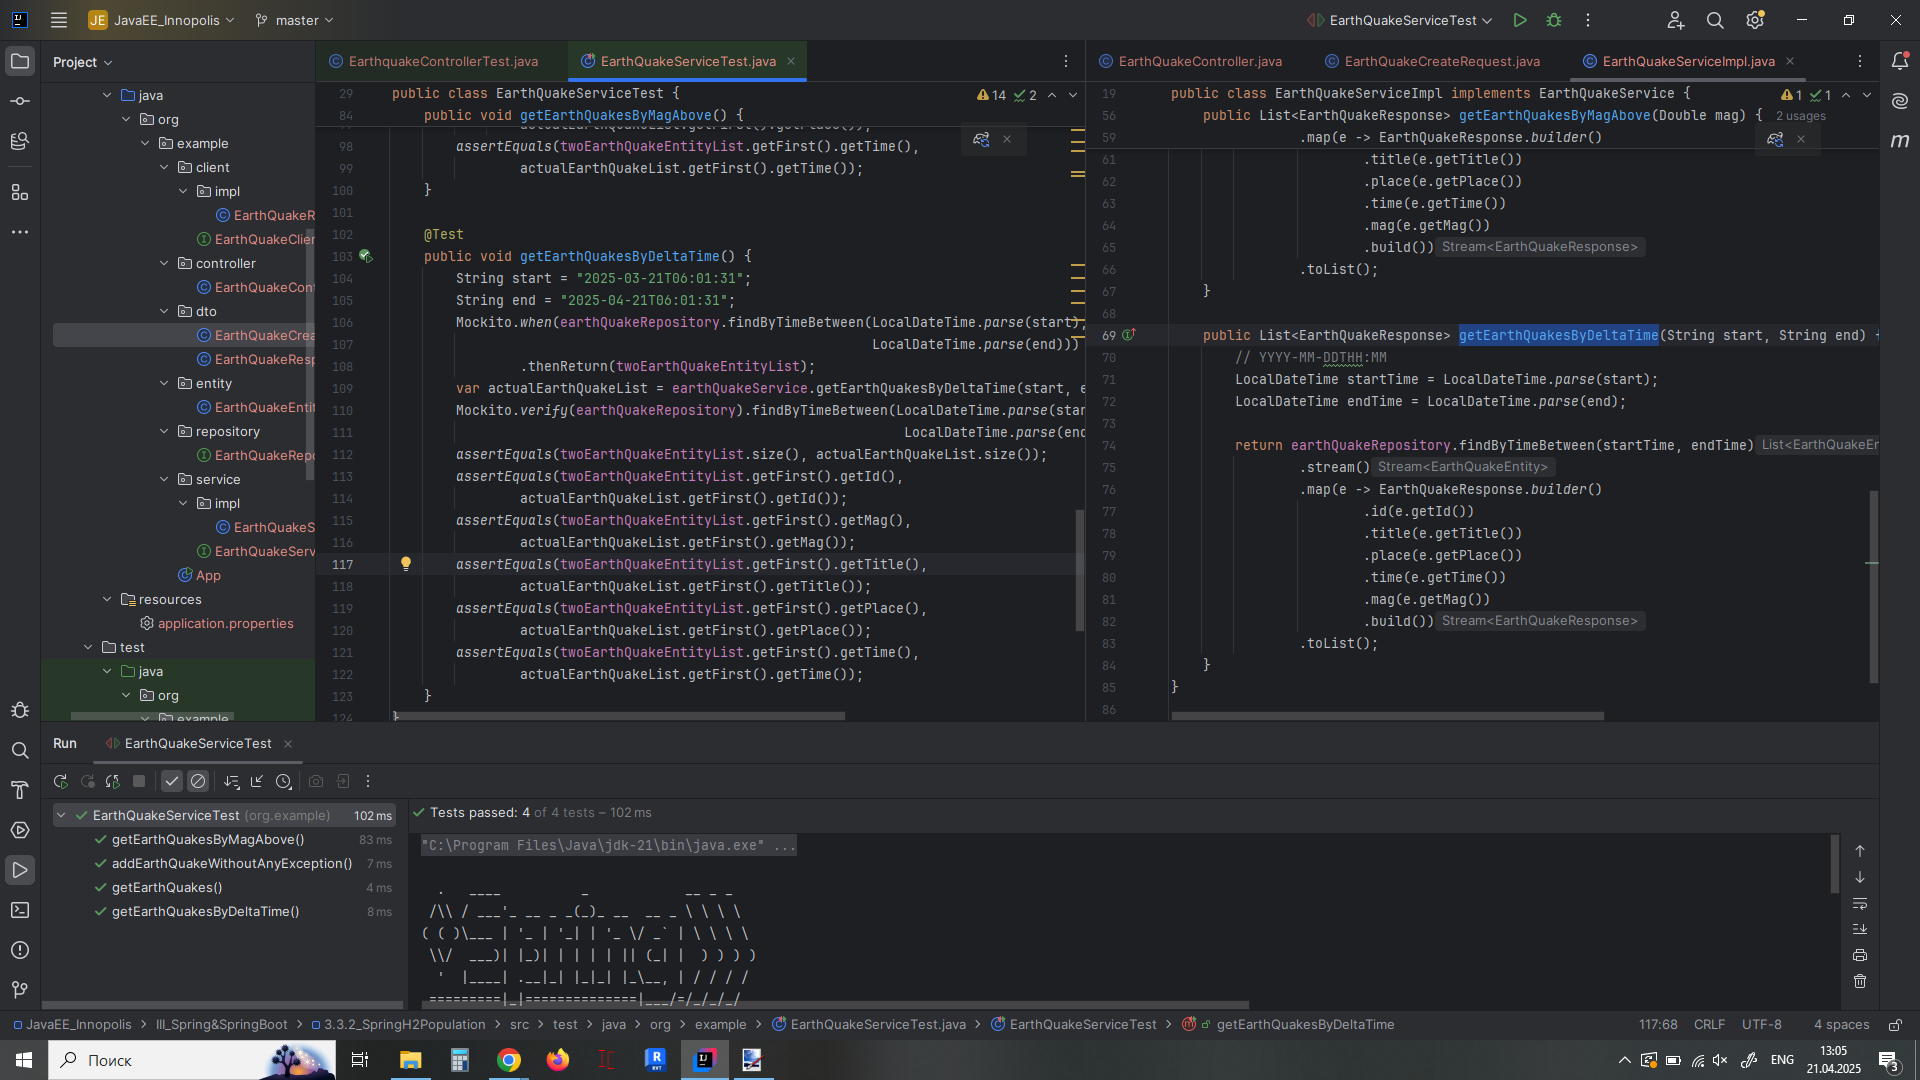 JE JavaEE_Innopolis master EarthQuakeServiceTest
Project
java
org
example
client
impl
EarthQuakeR
EarthQuakeClie
controller
EarthQuakeCon
dto
EarthQuakeCrea
EarthQuakeResp
entity
EarthQuakeEntit
repository
EarthQuakeRepo
service
impl
EarthQuakeS
EarthQuakeServ
App
resources
application.properties
test
java
org
example
EarthquakeControllerTest.java EarthQuakeServiceTest.java
29 public class EarthQuakeServiceTest {
14 2
84 public void getEarthQuakesByMagAbove() {
98 assertEquals(twoEarthQuakeEntityList.getFirst().getTime(),
99 actualEarthQuakeList.getFirst().getTime());
100 }
101
102 @Test
103 public void getEarthQuakesByDeltaTime() {
104 String start = "2025-03-21T06:01:31";
105 String end = "2025-04-21T06:01:31";
106 Mockito.when(earthQuakeRepository.findByTimeBetween(LocalDateTime.parse(start),
107 LocalDateTime.parse(end)))
108 .thenReturn(twoEarthQuakeEntityList);
109 var actualEarthQuakeList = earthQuakeService.getEarthQuakesByDeltaTime(start, e
110 Mockito.verify(earthQuakeRepository).findByTimeBetween(LocalDateTime.parse(star
111 LocalDateTime.parse(end
112 assertEquals(twoEarthQuakeEntityList.size(), actualEarthQuakeList.size());
113 assertEquals(twoEarthQuakeEntityList.getFirst().getId(),
114 actualEarthQuakeList.getFirst().getId());
115 assertEquals(twoEarthQuakeEntityList.getFirst().getMag(),
116 actualEarthQuakeList.getFirst().getMag());
117 assertEquals(twoEarthQuakeEntityList.getFirst().getTitle(),
118 actualEarthQuakeList.getFirst().getTitle());
119 assertEquals(twoEarthQuakeEntityList.getFirst().getPlace(),
120 actualEarthQuakeList.getFirst().getPlace());
121 assertEquals(twoEarthQuakeEntityList.getFirst().getTime(),
122 actualEarthQuakeList.getFirst().getTime());
123 }
124 }
EarthQuakeController.java EarthQuakeCreateRequest.java EarthQuakeServiceImpl.java
19 public class EarthQuakeServiceImpl implements EarthQuakeService {
1 1
56 public List<EarthQuakeResponse> getEarthQuakesByMagAbove(Double mag) { 2 usages
59 .map(e -> EarthQuakeResponse.builder()
61 .title(e.getTitle())
62 .place(e.getPlace())
63 .time(e.getTime())
64 .mag(e.getMag())
65 .build()) Stream<EarthQuakeResponse>
66 .toList();
67 }
68
69 public List<EarthQuakeResponse> getEarthQuakesByDeltaTime(String start, String end) {
70 // YYYY-MM-DDTHH:MM
71 LocalDateTime startTime = LocalDateTime.parse(start);
72 LocalDateTime endTime = LocalDateTime.parse(end);
73
74 return earthQuakeRepository.findByTimeBetween(startTime, endTime) List<EarthQuakeEn
75 .stream() Stream<EarthQuakeEntity>
76 .map(e -> EarthQuakeResponse.builder()
77 .id(e.getId())
78 .title(e.getTitle())
79 .place(e.getPlace())
80 .time(e.getTime())
81 .mag(e.getMag())
82 .build()) Stream<EarthQuakeResponse>
83 .toList();
84 }
85 }
86
Run EarthQuakeServiceTest
EarthQuakeServiceTest (org.example) 102 ms
getEarthQuakesByMagAbove() 83 ms
addEarthQuakeWithoutAnyException() 7 ms
getEarthQuakes() 4 ms
getEarthQuakesByDeltaTime() 8 ms
Tests passed: 4 of 4 tests – 102 ms
"C:\Program Files\Java\jdk-21\bin\java.exe" ...
  .   ____          _            __ _ _
 /\\ / ___'_ __ _ _(_)_ __  __ _ \ \ \ \
( ( )\___ | '_ | '_| | '_ \/ _` | \ \ \ \
 \\/  ___)| |_)| | | | | || (_| |  ) ) ) )
  '  |____| .__|_| |_|_| |_\__, | / / / /
 =========|_|==============|___/=/_/_/_/
JavaEE_Innopolis > III_Spring&SpringBoot > 3.3.2_SpringH2Population > src > test > java > org > example > EarthQuakeServiceTest.java > EarthQuakeServiceTest > getEarthQuakesByDeltaTime
117:68 CRLF UTF-8 4 spaces
Поиск
ENG
13:05
21.04.2025
3